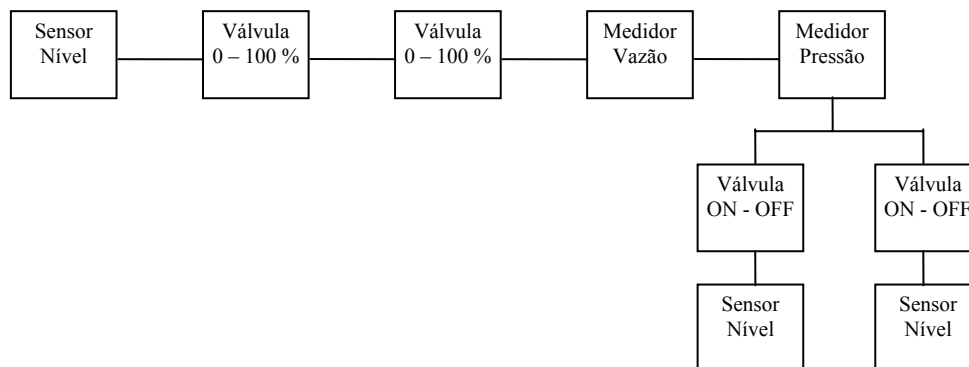 Sensor
Nível
Válvula
0 – 100 %
Válvula
0 – 100 %
Medidor
Vazão
Medidor
Pressão
Válvula
ON - OFF
Válvula
ON - OFF
Sensor
Nível
Sensor
Nível